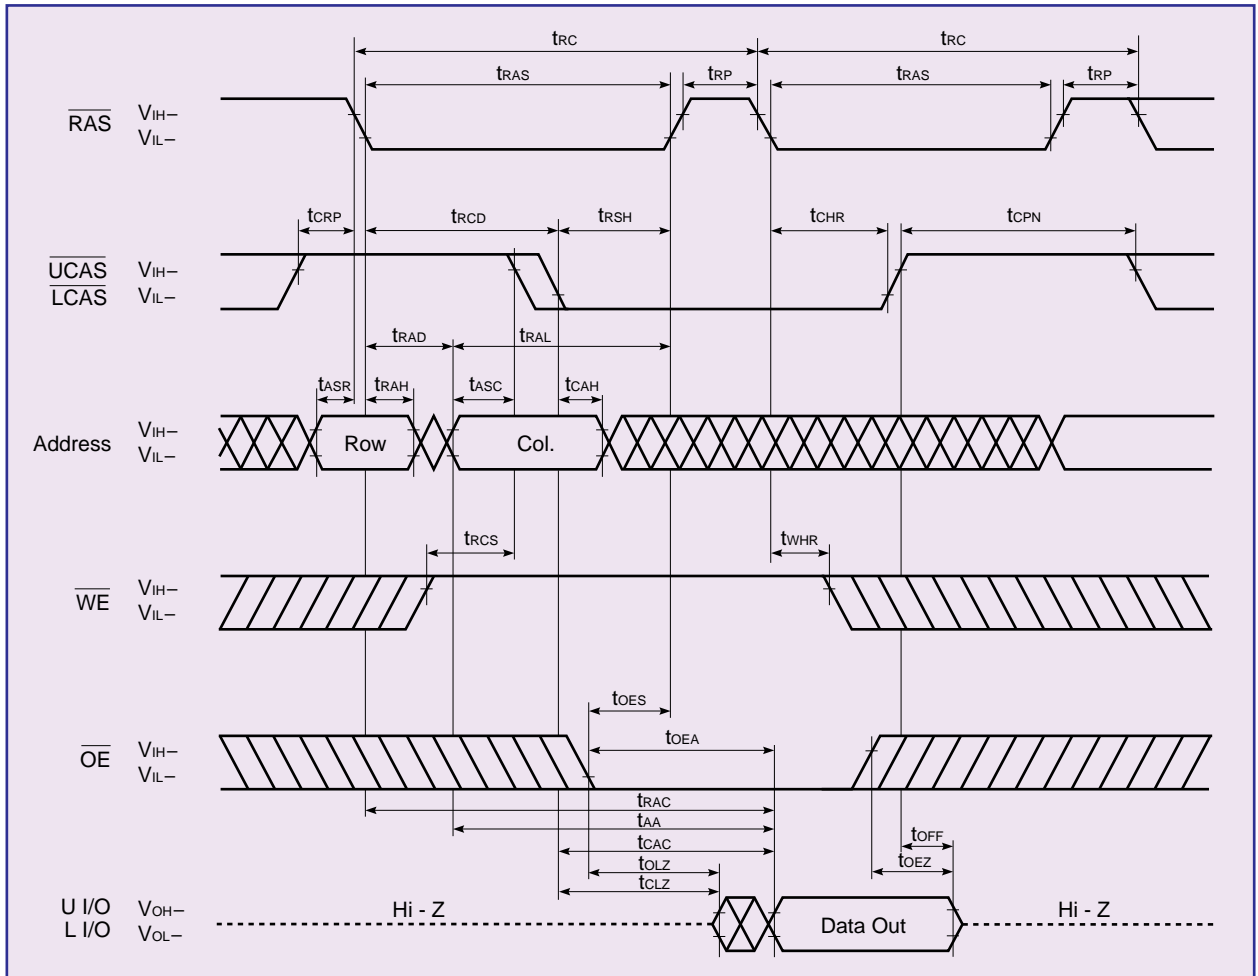 tRC tRC
tRAS tRP tRAS tRP
RAS VIH–
VIL–
tCRP tRCD tRSH tCHR tCPN
UCAS VIH–
LCAS VIL–
tRAD tRAL
tASR tRAH tASC tCAH
Address VIH–
VIL–
Row Col.
tRCS tWHR
WE VIH–
VIL–
tOES
tOEA
OE VIH–
VIL–
tRAC
tAA
tCAC tOFF
tOLZ tOEZ
tCLZ
U I/O VOH–
L I/O VOL–
Hi - Z Data Out Hi - Z